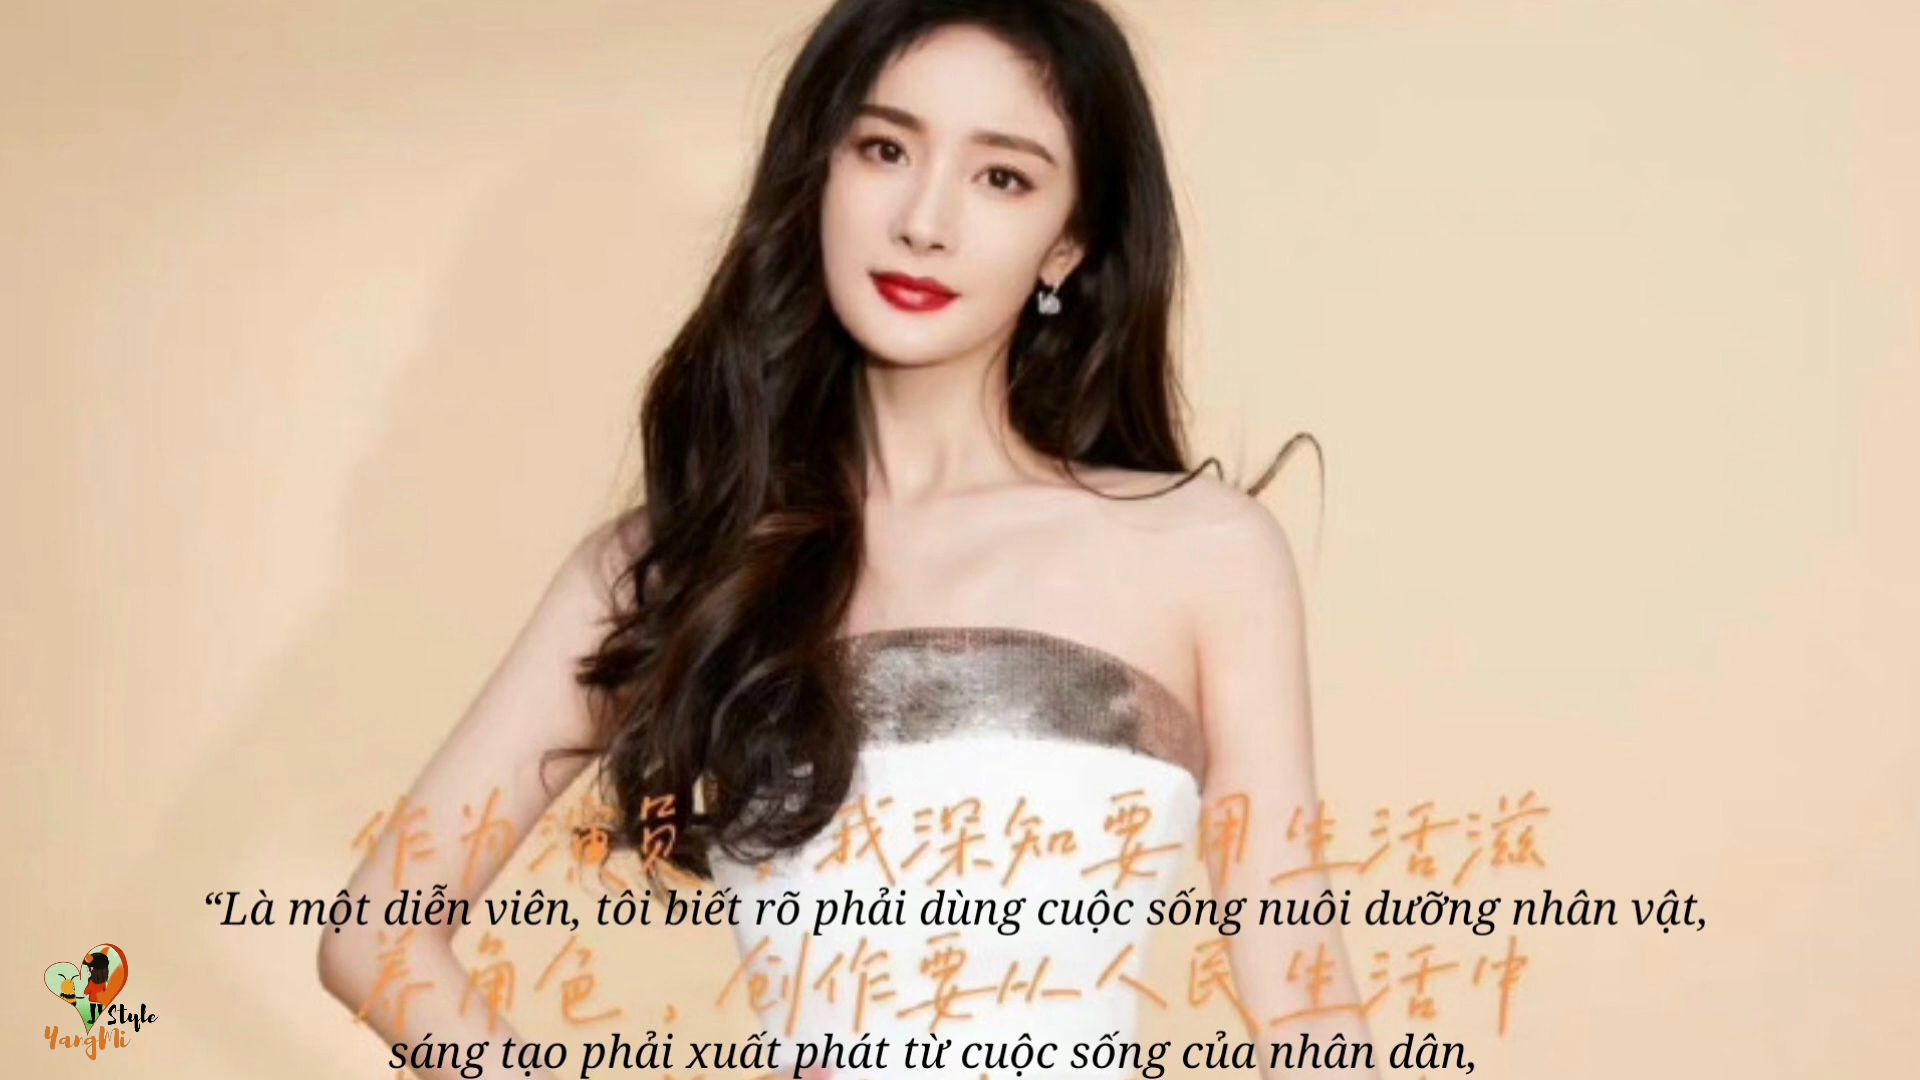 作为演员，我深知要用生活滋
“Là một diễn viên, tôi biết rõ phải dùng cuộc sống nuôi dưỡng nhân vật,
养角色，创作要从人民生活中
sáng tạo phải xuất phát từ cuộc sống của nhân dân,
JJ Style
YangMi